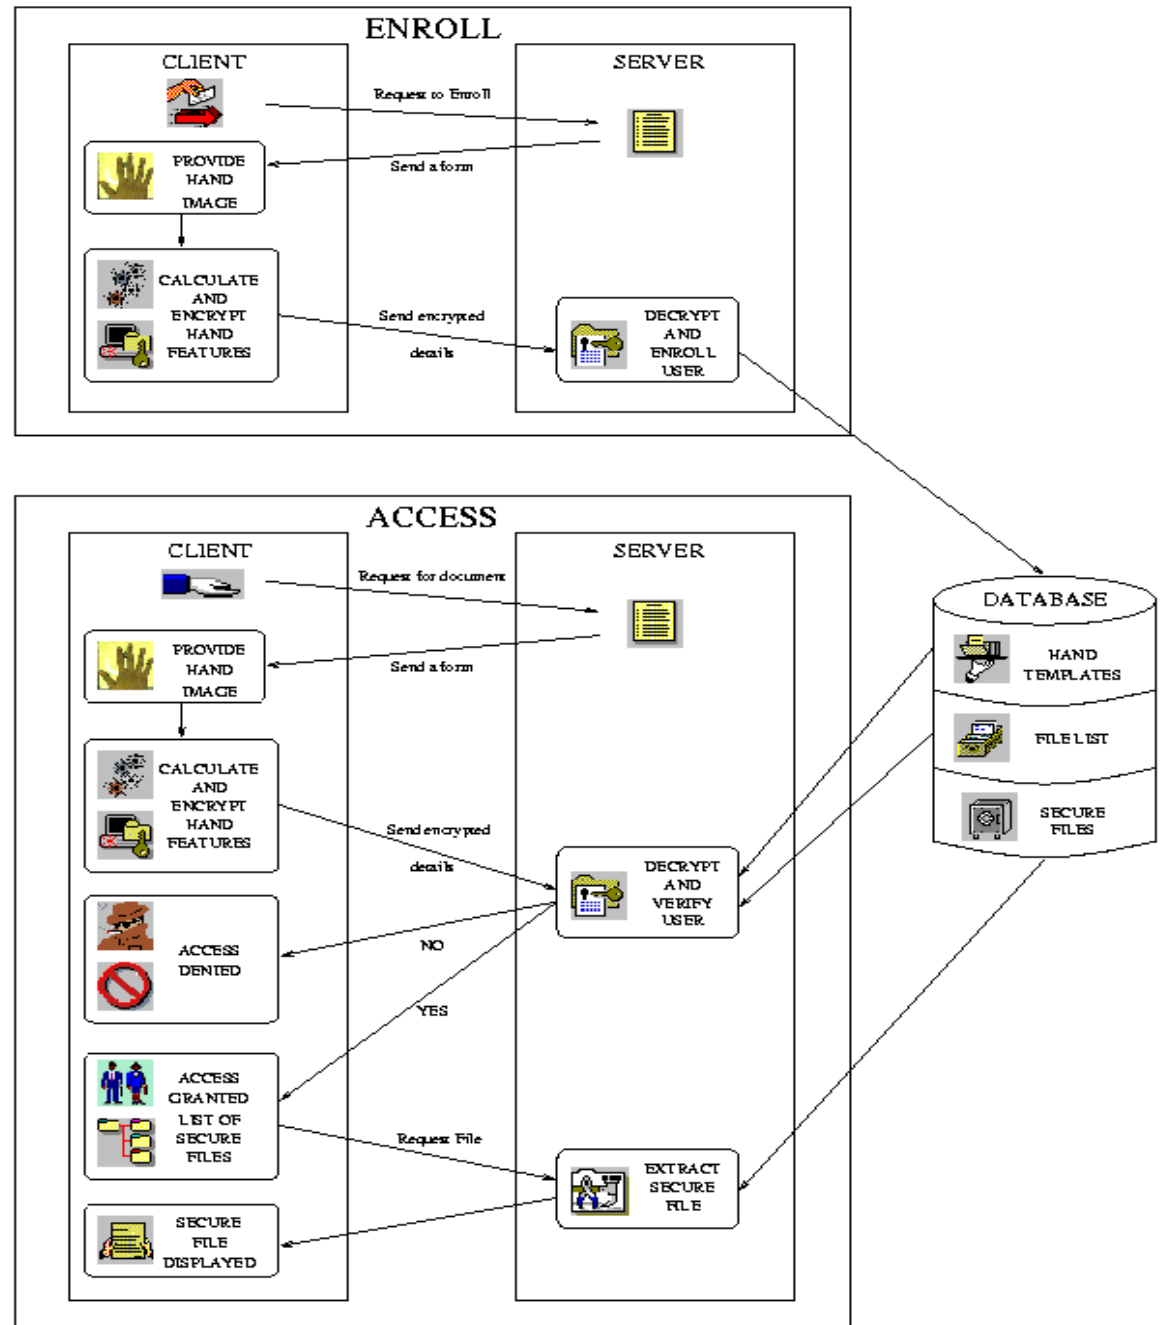 ENROLL
CLIENT
SERVER
Request to Enroll
Send a form
PROVIDE
HAND
IMAGE
CALCULATE
AND
ENCRYPT
HAND
FEATURES
Send encrypted
details
DECRYPT
AND
ENROLL
USER
ACCESS
CLIENT
SERVER
Request for document
Send a form
PROVIDE
HAND
IMAGE
CALCULATE
AND
ENCRYPT
HAND
FEATURES
Send encrypted
details
DECRYPT
AND
VERIFY
USER
NO
ACCESS
DENIED
YES
ACCESS
GRANTED
LIST OF
SECURE
FILES
Request File
EXTRACT
SECURE
FILE
SECURE
FILE
DISPLAYED
DATABASE
HAND
TEMPLATES
FILE LIST
SECURE
FILES